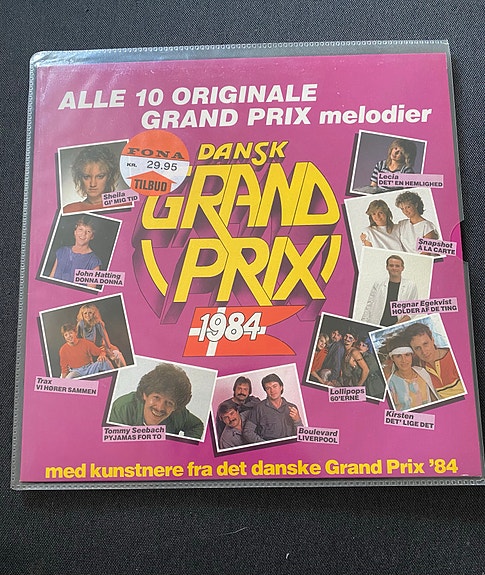 ALLE 10 ORIGINALE
GRAND PRIX melodier
FONA
KR. 29.95
TILBUD
DANSK
GRAND
PRIX
1984
Sheila
GI' MIG TID
Lecia
DET' EN HEMLIGHED
John Hatting
DONNA DONNA
Snapshot
À LA CARTE
Regnar Egekvist
HOLDER AF DE TING
Trax
VI HØRER SAMMEN
Tommy Seebach
PYJAMAS FOR TO
Boulevard
LIVERPOOL
Lollipops
60'ERNE
Kirsten
DET' LIGE DET
med kunstnere fra det danske Grand Prix '84